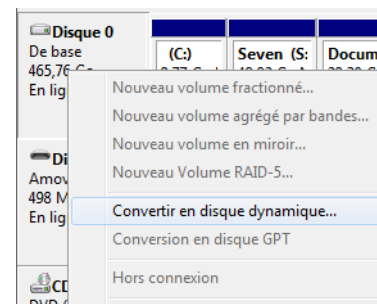 Disque 0
De base
465,76
En lig
(C:)
Seven (S:
Docum
Nouveau volume fractionné...
Nouveau volume agrégé par bandes...
Nouveau volume en miroir...
Nouveau Volume RAID-5...
Convertir en disque dynamique...
Conversion en disque GPT
Hors connexion
Di
Amov
498 M
En lig
CD